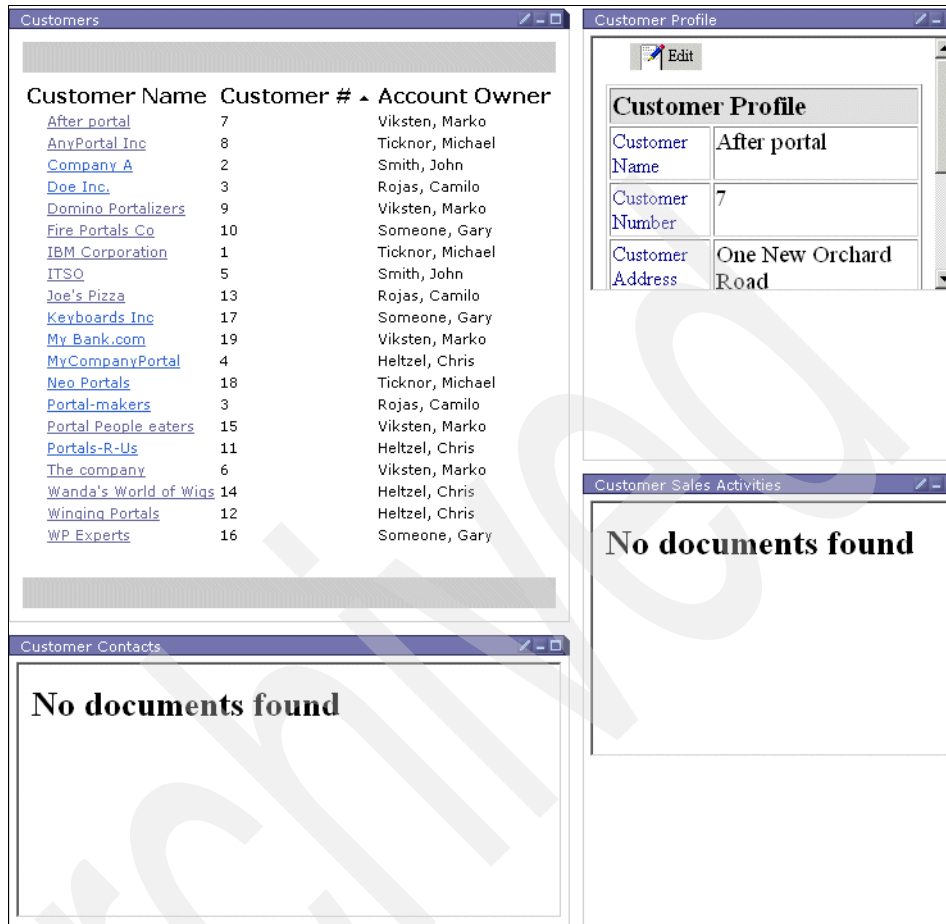 Customers
Customer Name Customer # Account Owner
After portal 7 Viksten, Marko
AnyPortal Inc 8 Ticknor, Michael
Company A 2 Smith, John
Doe Inc. 3 Rojas, Camilo
Domino Portalizers 9 Viksten, Marko
Fire Portals Co 10 Someone, Gary
IBM Corporation 1 Ticknor, Michael
ITSO 5 Smith, John
Joe's Pizza 13 Rojas, Camilo
Keyboards Inc 17 Someone, Gary
My Bank.com 19 Viksten, Marko
MyCompanyPortal 4 Heltzel, Chris
Neo Portals 18 Ticknor, Michael
Portal-makers 3 Rojas, Camilo
Portal People eaters 15 Viksten, Marko
Portals-R-Us 11 Heltzel, Chris
The company 6 Viksten, Marko
Wanda's World of Wigs 14 Heltzel, Chris
Winging Portals 12 Heltzel, Chris
WP Experts 16 Someone, Gary
Customer Contacts
No documents found
Customer Profile
Edit
Customer Profile
Customer Name After portal
Customer Number 7
Customer Address One New Orchard Road
Customer Sales Activities
No documents found
archived